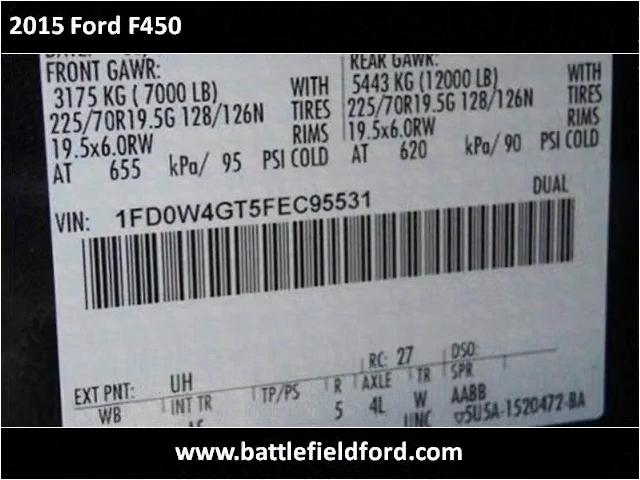 2015 Ford F450
FRONT GAWR:
3175 KG ( 7000 LB) WITH
225/70R19.5G 128/126N TIRES
19.5x6.0RW RIMS
AT 655 kPa/ 95 PSI COLD
REAR GAWR:
5443 KG (12000 LB) WITH
225/70R19.5G 128/126N TIRES
19.5x6.0RW RIMS
AT 620 kPa/ 90 PSI COLD
VIN: 1FD0W4GT5FEC95531 DUAL
EXT PNT: UH RC: 27 DSO:
WB INT TR TP/PS R AXLE TR SPR
5 4L W AABB
5U5A-1520472-BA
www.battlefieldford.com